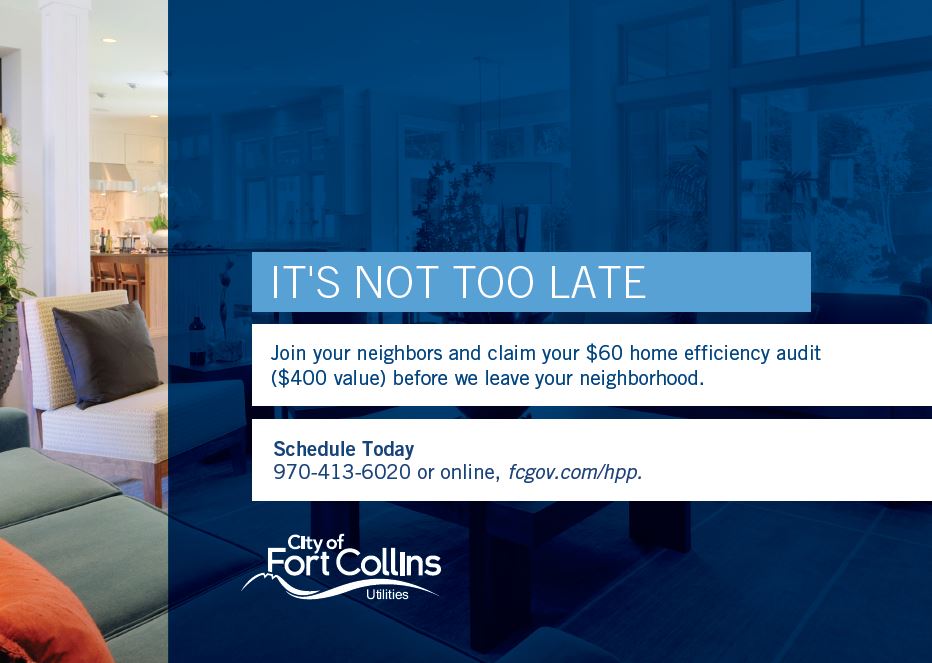 IT'S NOT TOO LATE
Join your neighbors and claim your $60 home efficiency audit
($400 value) before we leave your neighborhood.
Schedule Today
970-413-6020 or online, fcgov.com/hpp.
City of
Fort Collins
Utilities